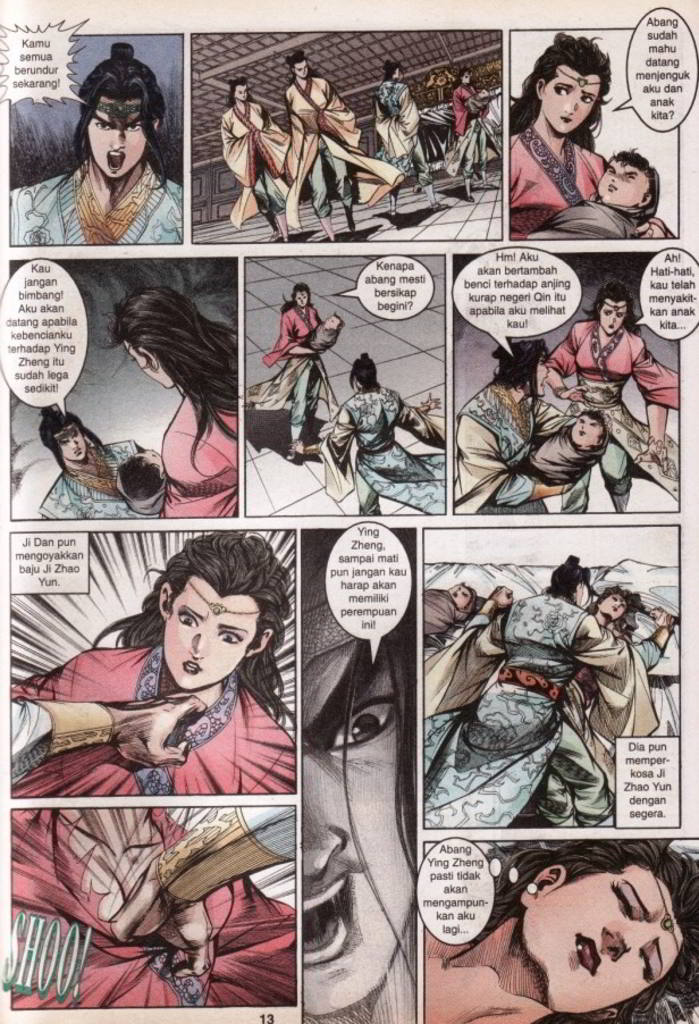 Kamu
semua
berundur
sekarang!
Abang
sudah
mahu
datang
menjenguk
aku dan
anak
kita?
Kau
jangan
bimbang!
Aku akan
datang apabila
kebencianku
terhadap Ying
Zheng itu
sudah lega
sedikit!
Kenapa
abang mesti
bersikap
begini?
Hm! Aku
akan bertambah
benci terhadap anjing
kurap negeri Qin itu
apabila aku melihat
kau!
Ah!
Hati-hati,
kau telah
menyakit-
kan anak
kita...
Ji Dan pun
mengoyakkan
baju Ji Zhao
Yun.
SHOO!
Ying
Zheng,
sampai mati
pun jangan kau
harap akan
memiliki
perempuan
ini!
Dia pun
memper-
kosa Ji
Zhao Yun
dengan
segera.
Abang
Ying Zheng
pasti tidak
akan
mengampun-
kan aku
lagi...
13